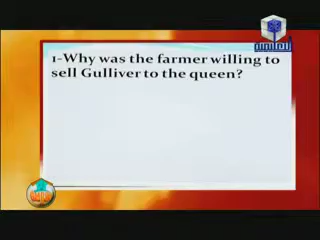 1-Why was the farmer willing to
sell Gulliver to the queen?